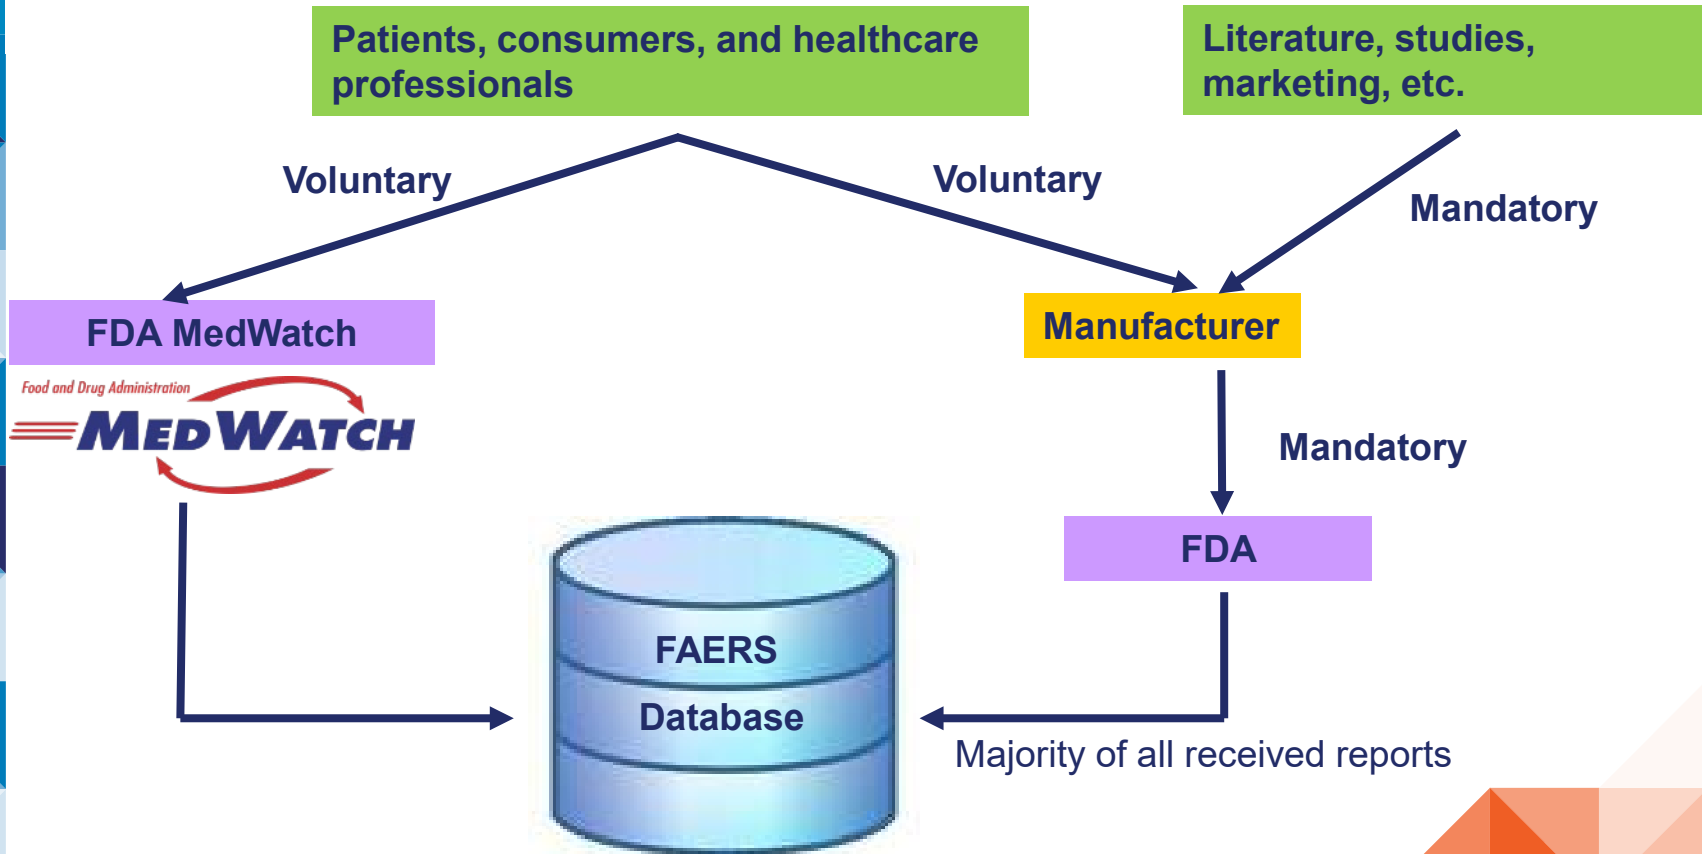 Patients, consumers, and healthcare
professionals
Literature, studies,
marketing, etc.
Voluntary
Voluntary
Mandatory
FDA MedWatch
Manufacturer
Food and Drug Administration
MEDWATCH
Mandatory
FDA
FAERS
Database
Majority of all received reports